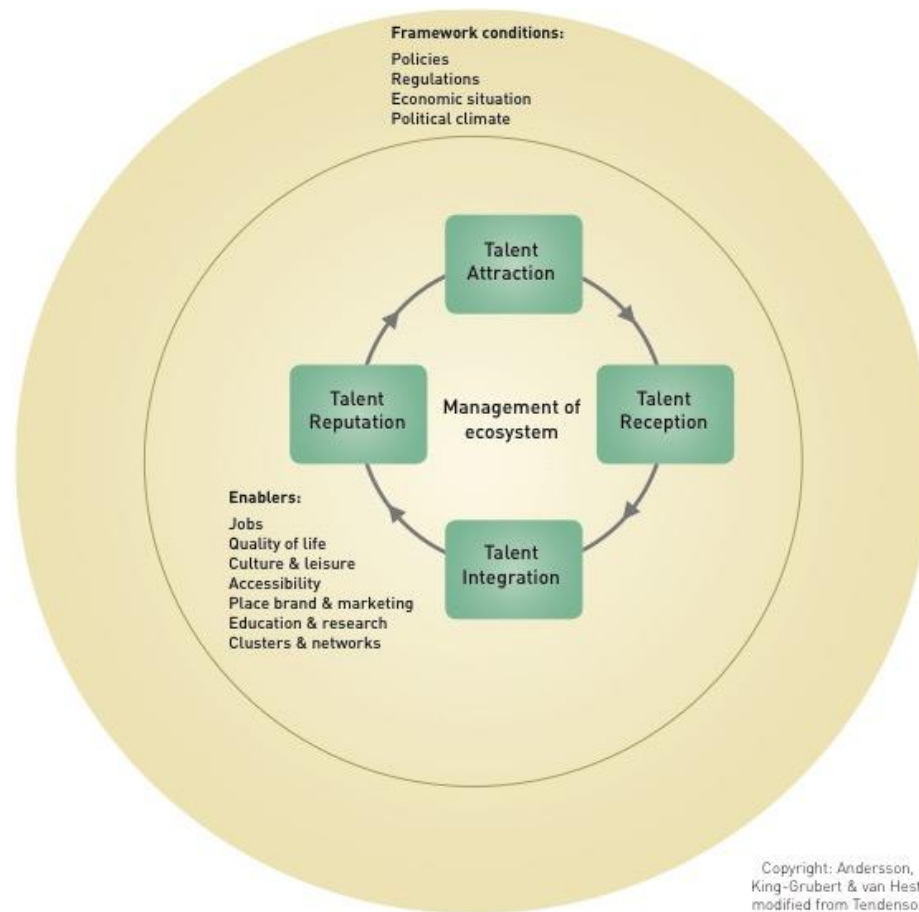 Framework conditions:
Policies
Regulations
Economic situation
Political climate
Talent
Attraction
Talent
Reputation
Management of
ecosystem
Talent
Reception
Enablers:
Jobs
Quality of life
Culture & leisure
Accessibility
Place brand & marketing
Education & research
Clusters & networks
Talent
Integration
Copyright: Andersson,
King-Grubert & van Hest
modified from Tendenso